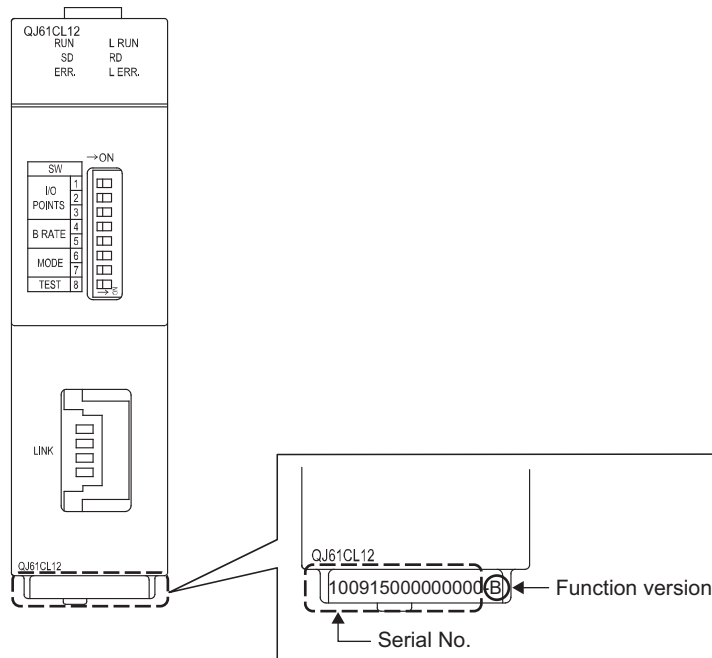 QJ61CL12
RUN L RUN
SD RD
ERR. L ERR.
→ON
SW
I/O POINTS 1 2 3
B RATE 4 5
MODE 6 7
TEST 8
→ ON
LINK
QJ61CL12
QJ61CL12
100915000000000-B
Function version
Serial No.